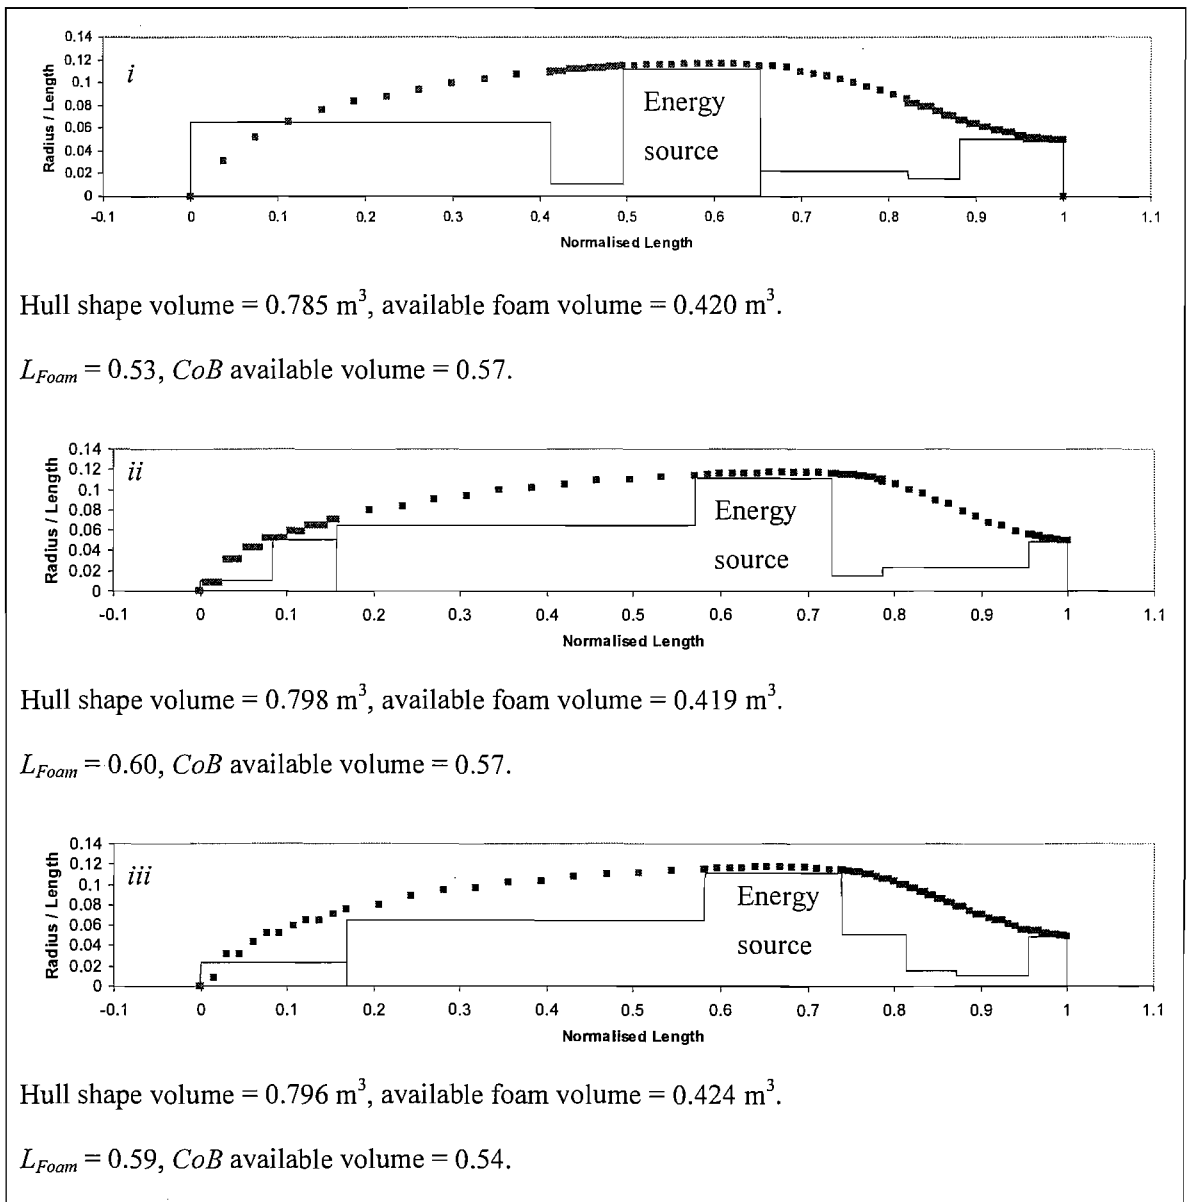 0.14
0.12
0.1
0.08
0.06
0.04
0.02
0
Radius / Length
i
Energy
source
-0.1 0 0.1 0.2 0.3 0.4 0.5 0.6 0.7 0.8 0.9 1 1.1
Normalised Length
Hull shape volume = 0.785 m³, available foam volume = 0.420 m³.
L_Foam = 0.53, CoB available volume = 0.57.
0.14
0.12
0.1
0.08
0.06
0.04
0.02
0
Radius / Length
ii
Energy
source
-0.1 0 0.1 0.2 0.3 0.4 0.5 0.6 0.7 0.8 0.9 1 1.1
Normalised Length
Hull shape volume = 0.798 m³, available foam volume = 0.419 m³.
L_Foam = 0.60, CoB available volume = 0.57.
0.14
0.12
0.1
0.08
0.06
0.04
0.02
0
Radius / Length
iii
Energy
source
-0.1 0 0.1 0.2 0.3 0.4 0.5 0.6 0.7 0.8 0.9 1 1.1
Normalised Length
Hull shape volume = 0.796 m³, available foam volume = 0.424 m³.
L_Foam = 0.59, CoB available volume = 0.54.